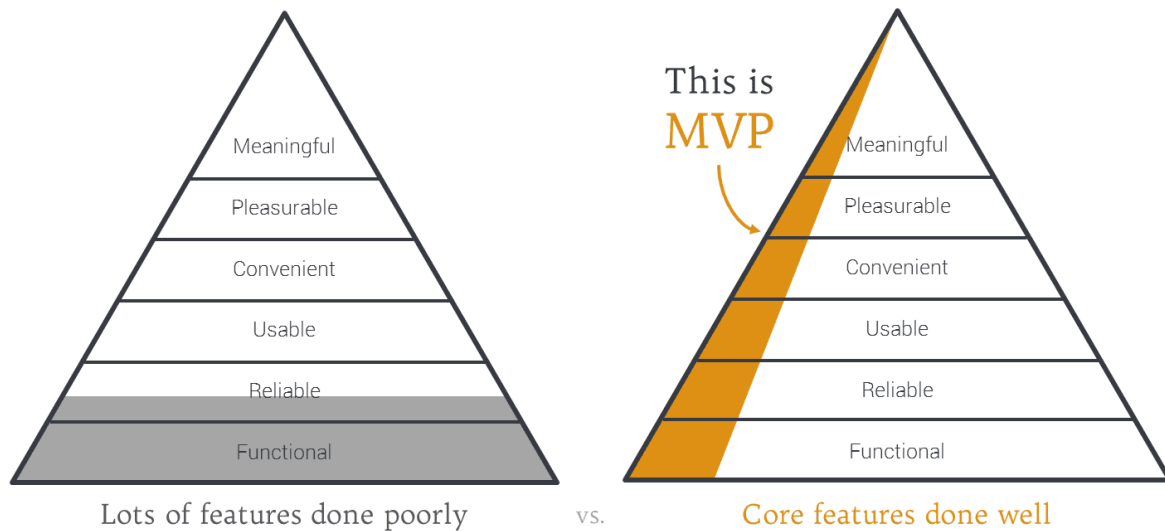 Meaningful
Pleasurable
Convenient
Usable
Reliable
Functional
Lots of features done poorly
vs.
This is
MVP
Meaningful
Pleasurable
Convenient
Usable
Reliable
Functional
Core features done well